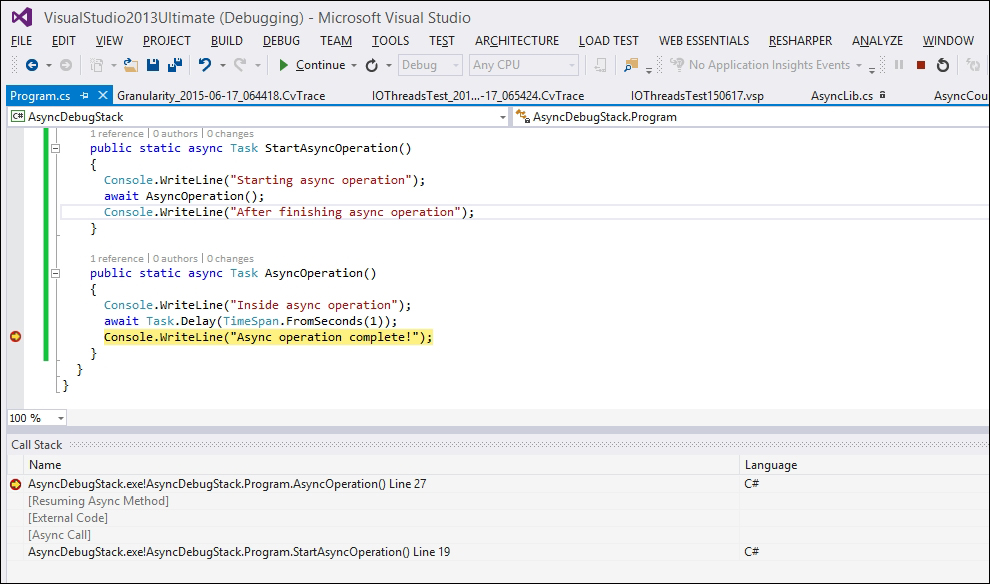 VisualStudio2013Ultimate (Debugging) - Microsoft Visual Studio
FILE EDIT VIEW PROJECT BUILD DEBUG TEAM TOOLS TEST ARCHITECTURE LOAD TEST WEB ESSENTIALS RESHARPER ANALYZE WINDOW
Continue Debug Any CPU No Application Insights Events
Program.cs Granularity_2015-06-17_064418.CvTrace IOThreadsTest_201...-17_065424.CvTrace IOThreadsTest150617.vsp AsyncLib.cs AsyncCou
C# AsyncDebugStack AsyncDebugStack.Program
1 reference | 0 authors | 0 changes
public static async Task StartAsyncOperation()
{
Console.WriteLine("Starting async operation");
await AsyncOperation();
Console.WriteLine("After finishing async operation");
}
1 reference | 0 authors | 0 changes
public static async Task AsyncOperation()
{
Console.WriteLine("Inside async operation");
await Task.Delay(TimeSpan.FromSeconds(1));
Console.WriteLine("Async operation complete!");
}
}
}
100 %
Call Stack
Name Language
AsyncDebugStack.exe!AsyncDebugStack.Program.AsyncOperation() Line 27 C#
[Resuming Async Method]
[External Code]
[Async Call]
AsyncDebugStack.exe!AsyncDebugStack.Program.StartAsyncOperation() Line 19 C#